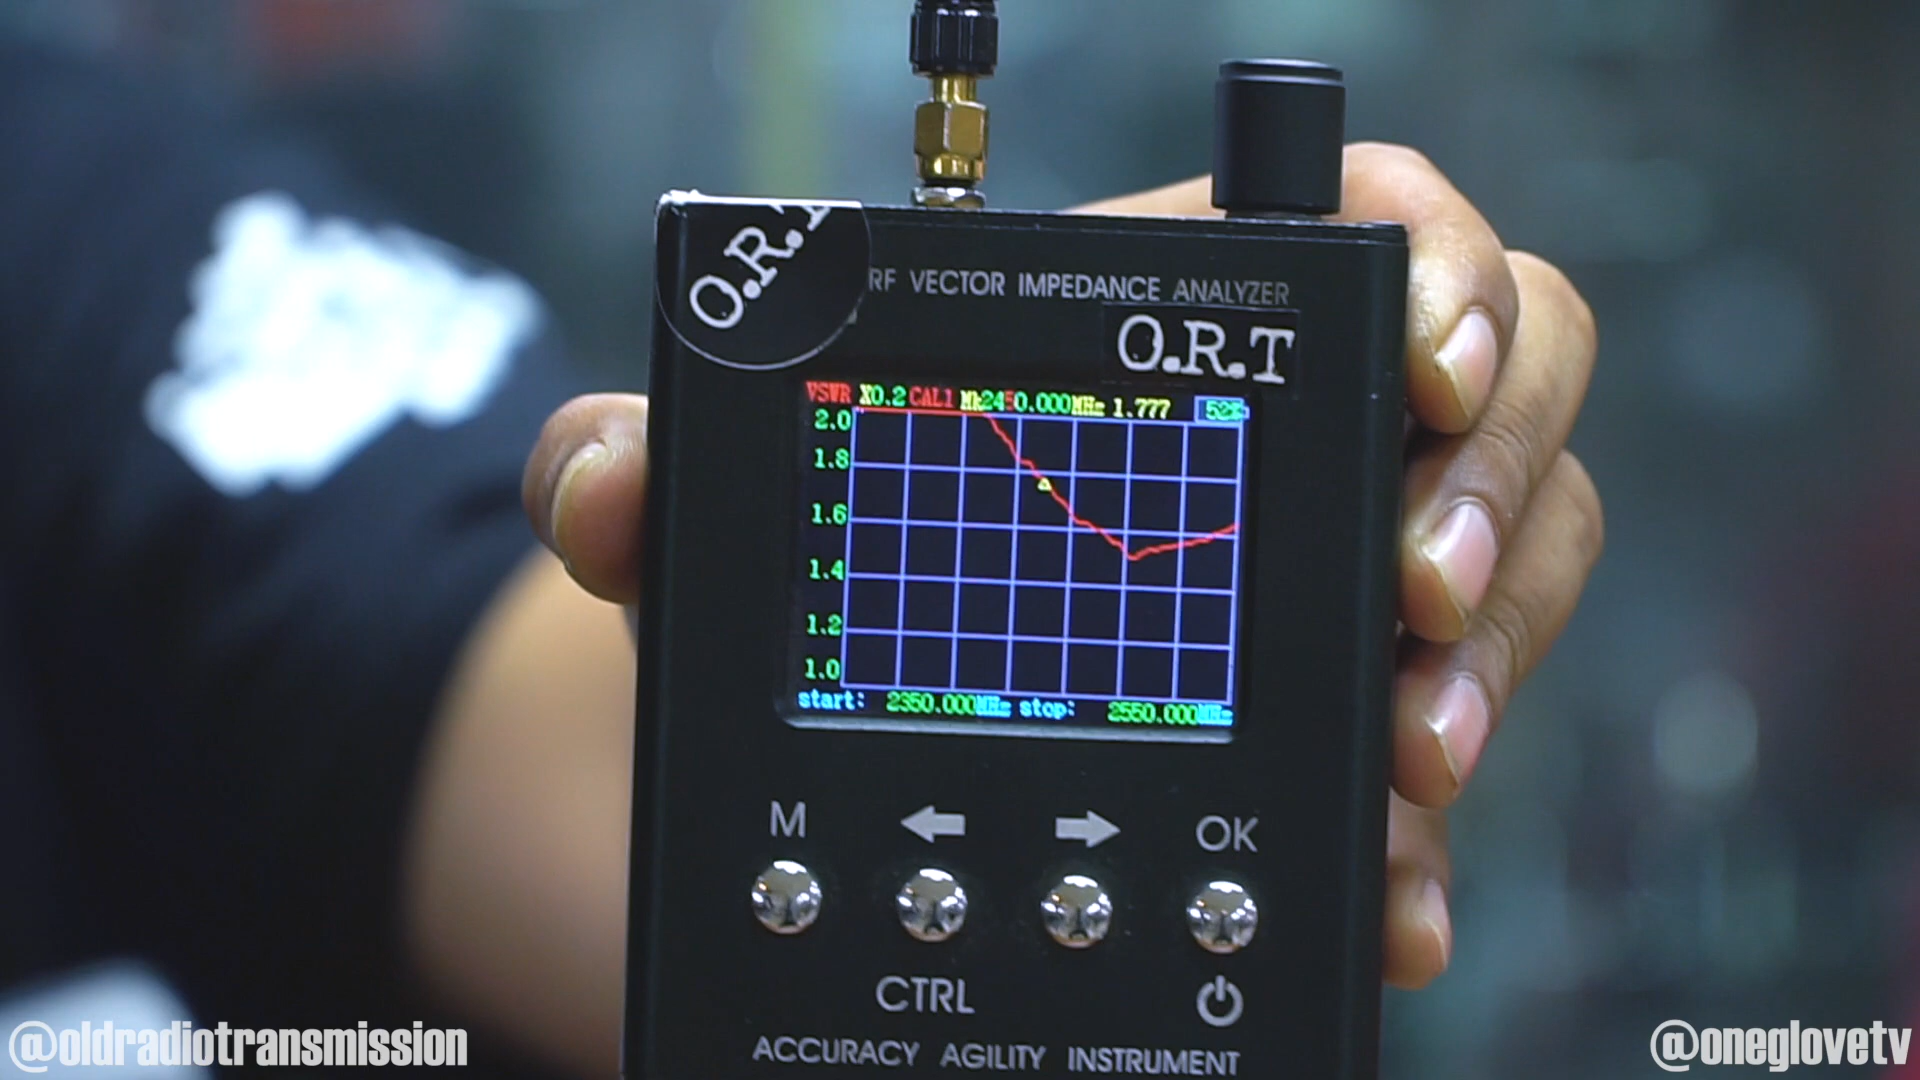 O.R.T
RF VECTOR IMPEDANCE ANALYZER
O.R.T
VSWR X0.2 CAL1 Mk2450.000MHz 1.777 52%
2.0
1.8
1.6
1.4
1.2
1.0
start: 2350.000MHz stop: 2550.000MHz
M OK
CTRL
ACCURACY AGILITY INSTRUMENT
@oldradiotransmission
@oneglovetv